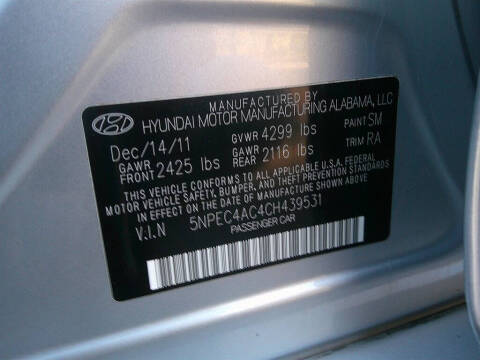 MANUFACTURED BY
HYUNDAI MOTOR MANUFACTURING ALABAMA, LLC
Dec/14/11 GVWR 4299 lbs PAINT SM
GAWR FRONT 2425 lbs GAWR REAR 2116 lbs TRIM RA
THIS VEHICLE CONFORMS TO ALL APPLICABLE U.S.A. FEDERAL
MOTOR VEHICLE SAFETY, BUMPER, AND THEFT PREVENTION STANDARDS
IN EFFECT ON THE DATE OF MANUFACTURE SHOWN ABOVE.
V.I.N 5NPEC4AC4CH439531
PASSENGER CAR